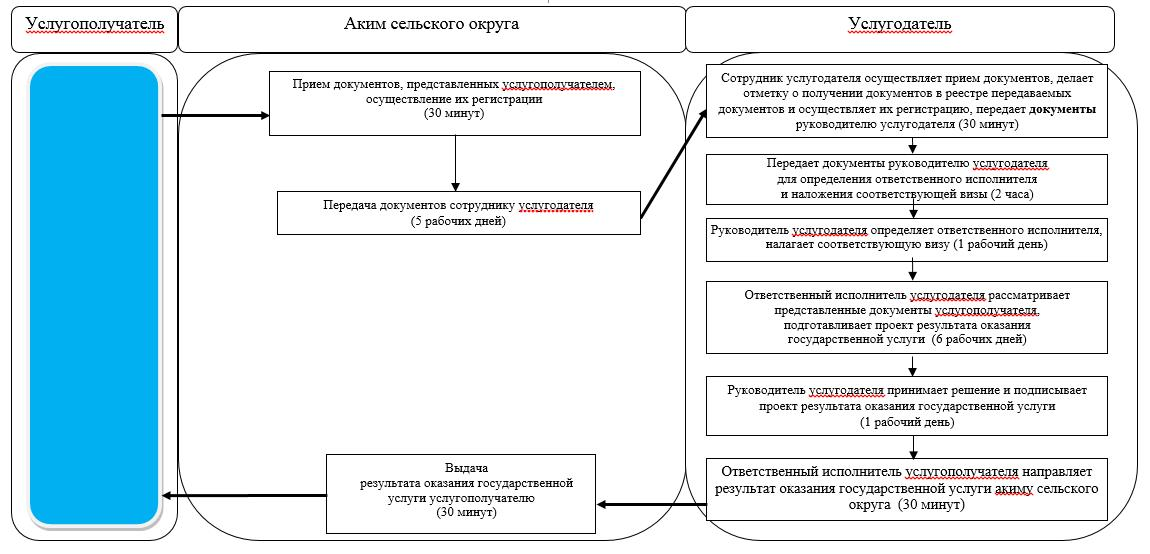 Услугополучатель
Аким сельского округа
Услугодатель
Прием документов, представленных услугополучателем,
осуществление их регистрации
(30 минут)
Передача документов сотруднику услугодателя
(5 рабочих дней)
Сотрудник услугодателя осуществляет прием документов, делает
отметку о получении документов в реестре передаваемых
документов и осуществляет их регистрацию, передает документы
руководителю услугодателя (30 минут)
Передает документы руководителю услугодателя
для определения ответственного исполнителя
и наложения соответствующей визы (2 часа)
Руководитель услугодателя определяет ответственного исполнителя,
налагает соответствующую визу (1 рабочий день)
Ответственный исполнитель услугодателя рассматривает
представленные документы услугополучателя,
подготавливает проект результата оказания
государственной услуги (6 рабочих дней)
Руководитель услугодателя принимает решение и подписывает
проект результата оказания государственной услуги
(1 рабочий день)
Ответственный исполнитель услугополучателя направляет
результат оказания государственной услуги акиму сельского
округа (30 минут)
Выдача
результата оказания государственной
услуги услугополучателю
(30 минут)